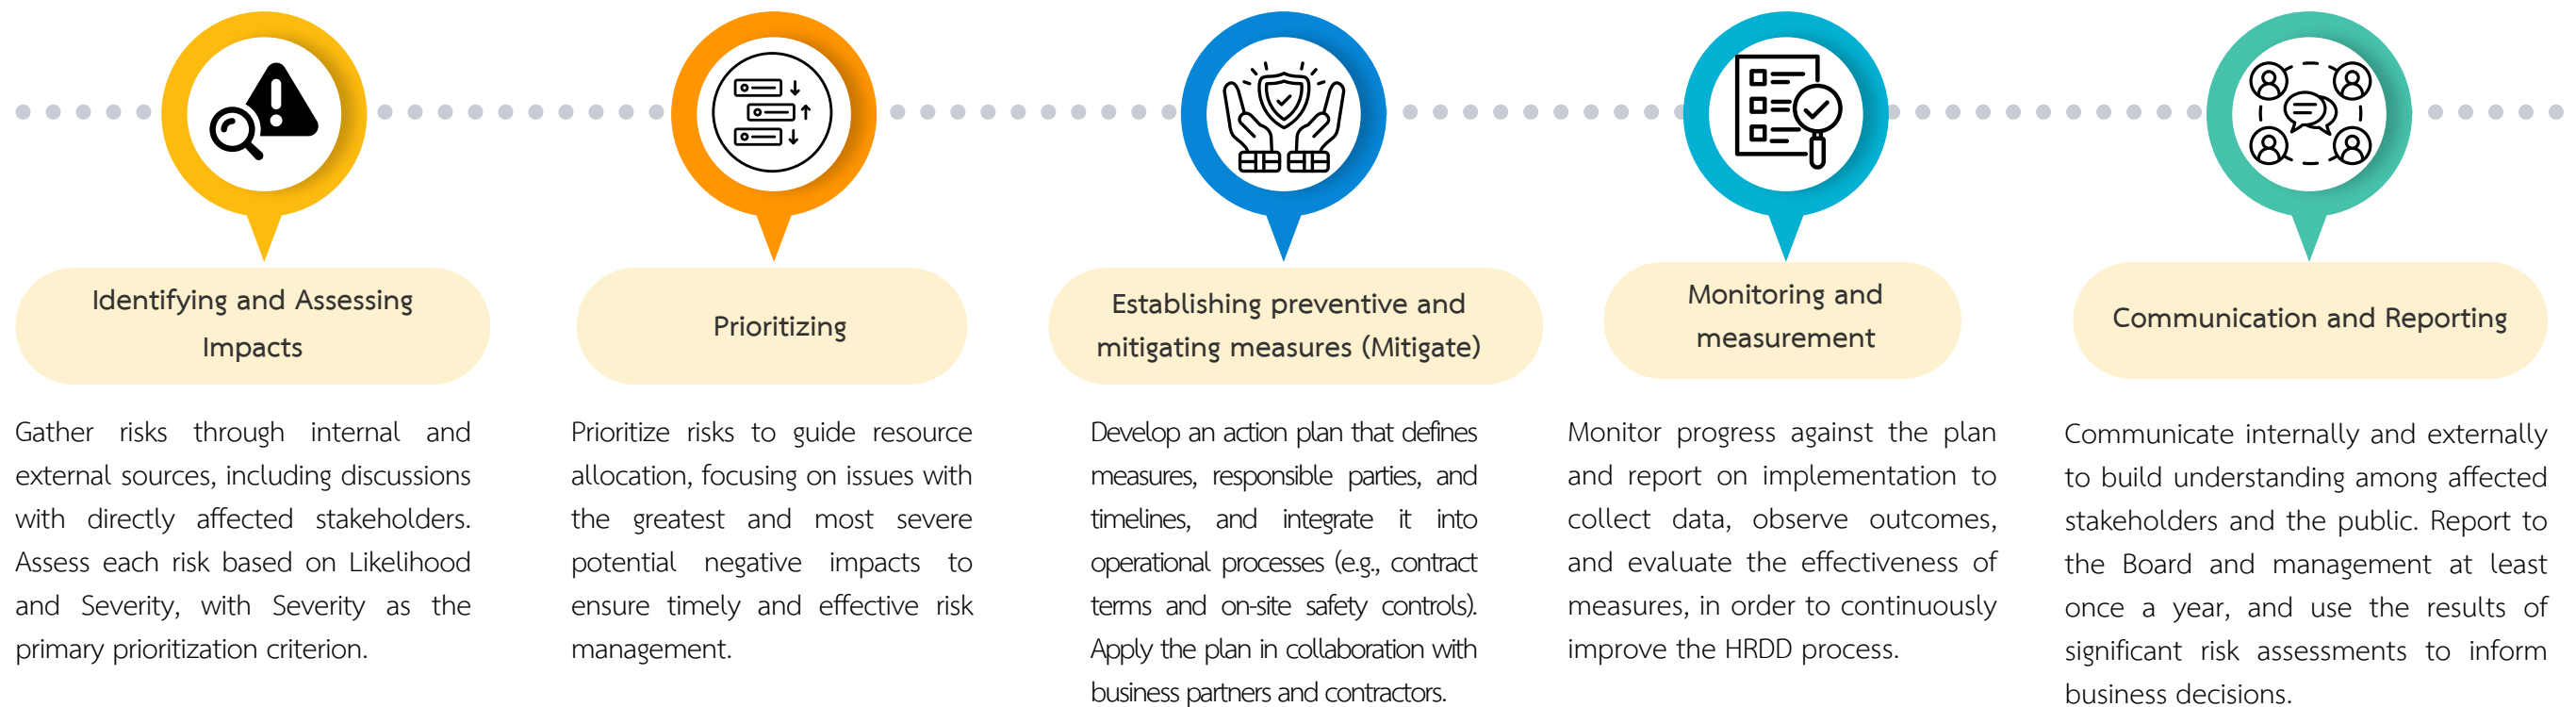 Identifying and Assessing
Impacts
Gather risks through internal and
external sources, including discussions
with directly affected stakeholders.
Assess each risk based on Likelihood
and Severity, with Severity as the
primary prioritization criterion.
Prioritizing
Prioritize risks to guide resource
allocation, focusing on issues with
the greatest and most severe
potential negative impacts to
ensure timely and effective risk
management.
Establishing preventive and
mitigating measures (Mitigate)
Develop an action plan that defines
measures, responsible parties, and
timelines, and integrate it into
operational processes (e.g., contract
terms and on-site safety controls).
Apply the plan in collaboration with
business partners and contractors.
Monitoring and
measurement
Monitor progress against the plan
and report on implementation to
collect data, observe outcomes,
and evaluate the effectiveness of
measures, in order to continuously
improve the HRDD process.
Communication and Reporting
Communicate internally and externally
to build understanding among affected
stakeholders and the public. Report to
the Board and management at least
once a year, and use the results of
significant risk assessments to inform
business decisions.